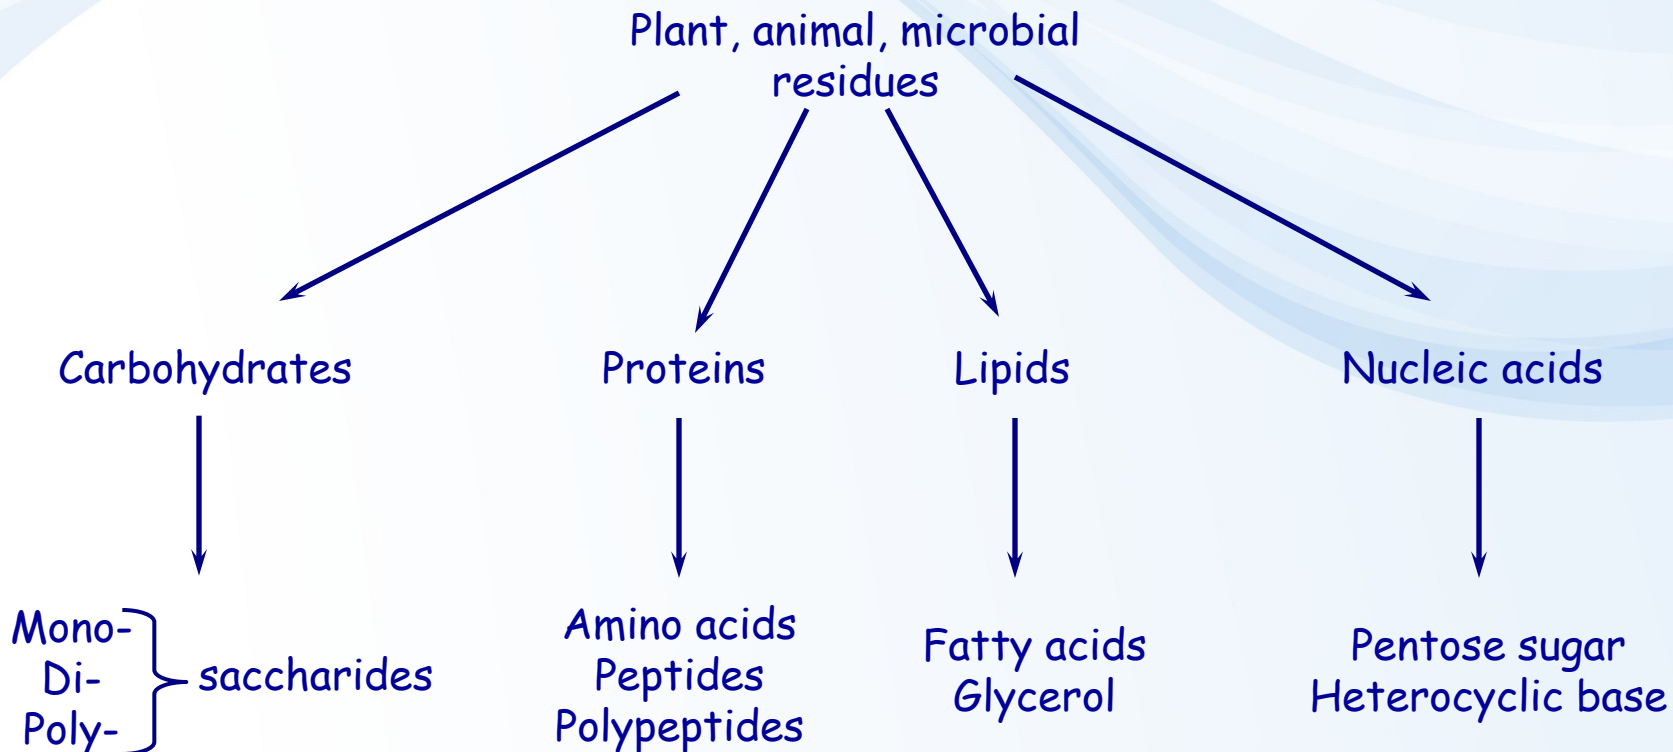 Plant, animal, microbial
residues
Carbohydrates
Proteins
Lipids
Nucleic acids
Mono-
Di-
Poly-
saccharides
Amino acids
Peptides
Polypeptides
Fatty acids
Glycerol
Pentose sugar
Heterocyclic base